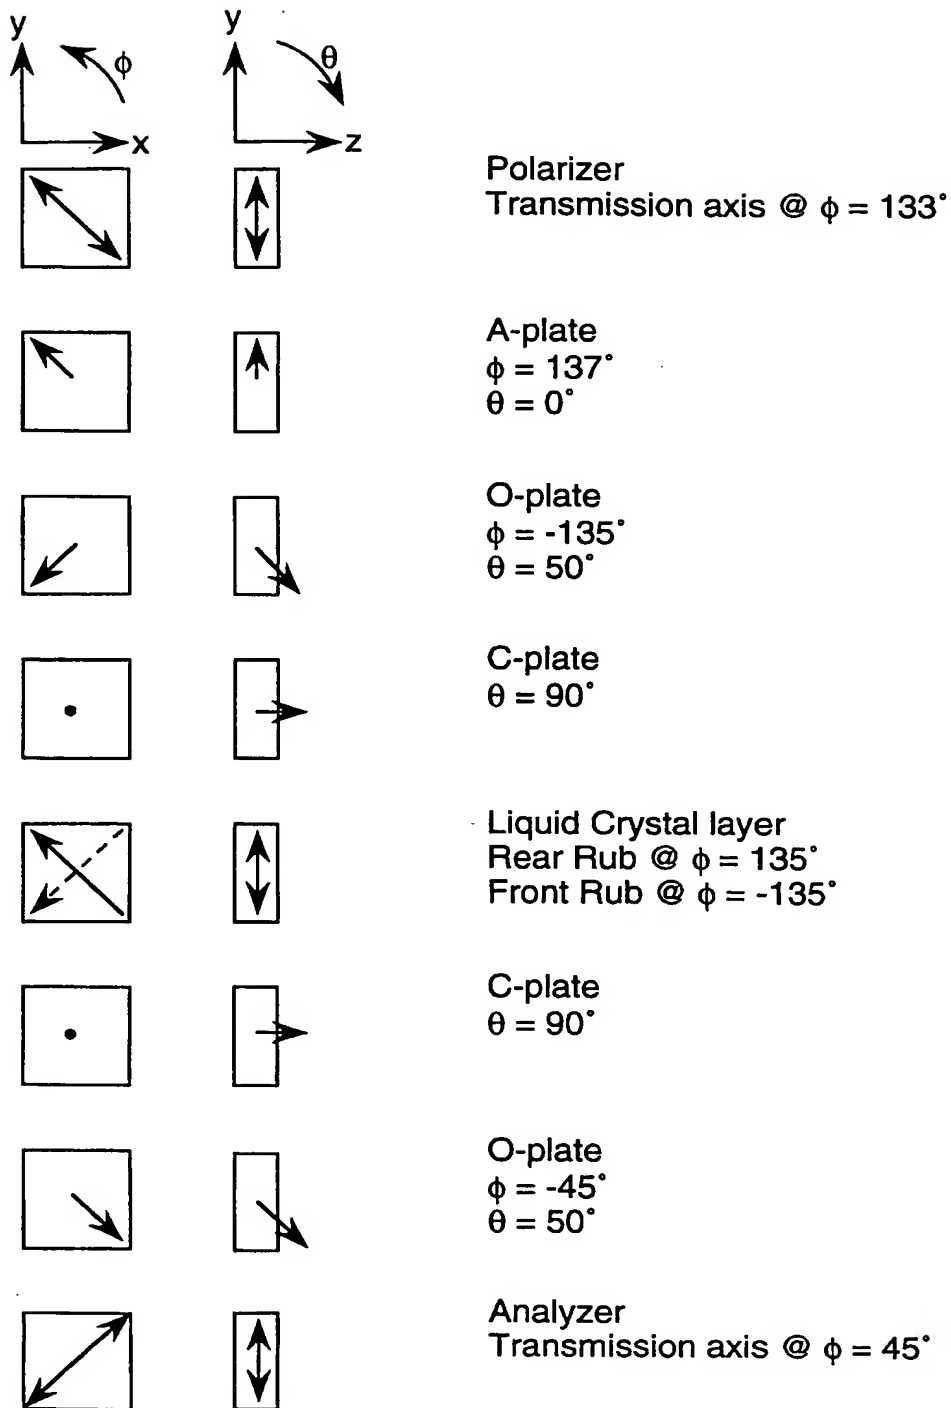 y
ϕ
x
y
θ
z
Polarizer
Transmission axis @ ϕ = 133°
A-plate
ϕ = 137°
θ = 0°
O-plate
ϕ = -135°
θ = 50°
C-plate
θ = 90°
Liquid Crystal layer
Rear Rub @ ϕ = 135°
Front Rub @ ϕ = -135°
C-plate
θ = 90°
O-plate
ϕ = -45°
θ = 50°
Analyzer
Transmission axis @ ϕ = 45°